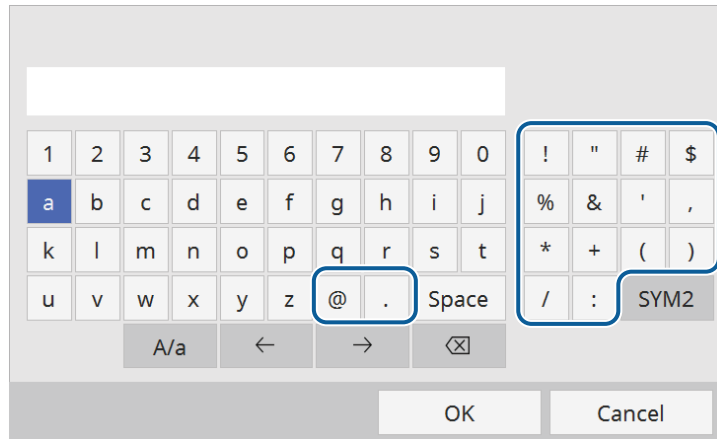 1 2 3 4 5 6 7 8 9 0 ! " # $
a b c d e f g h i j % & ' ,
k l m n o p q r s t * + ( )
u v w x y z @ . Space / : SYM2
A/a ← → ⌫
OK Cancel